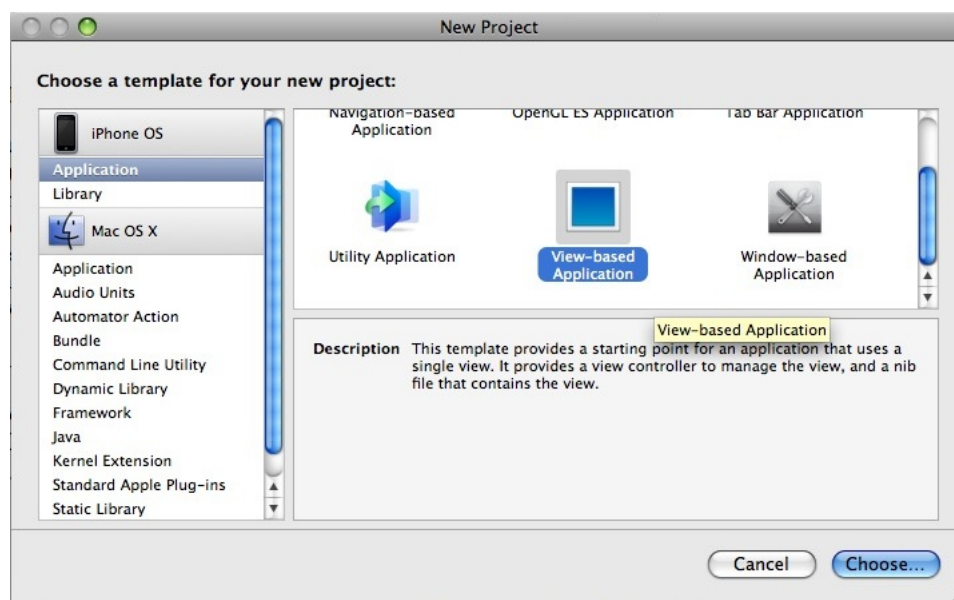 New Project
Choose a template for your new project:
iPhone OS
Application
Library
Mac OS X
Application
Audio Units
Automator Action
Bundle
Command Line Utility
Dynamic Library
Framework
Java
Kernel Extension
Standard Apple Plug-ins
Static Library
Navigation-based
Application
OpenGL ES Application
Tab Bar Application
Utility Application
View-based
Application
Window-based
Application
View-based Application
Description This template provides a starting point for an application that uses a
single view. It provides a view controller to manage the view, and a nib
file that contains the view.
Cancel
Choose...